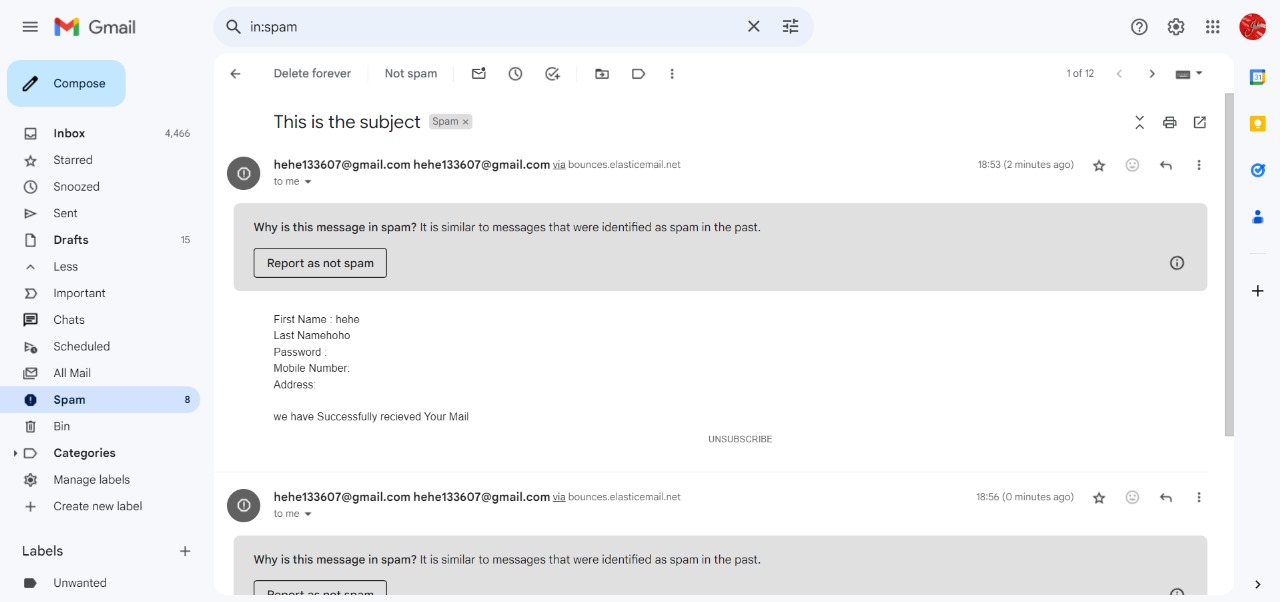 Gmail
in:spam
Compose
Inbox 4,466
Starred
Snoozed
Sent
Drafts 15
Less
Important
Chats
Scheduled
All Mail
Spam 8
Bin
Categories
Manage labels
Create new label
Labels
Unwanted
Delete forever Not spam 1 of 12
This is the subject Spam ×
hehe133607@gmail.com hehe133607@gmail.com via bounces.elasticemail.net 18:53 (2 minutes ago)
to me
Why is this message in spam? It is similar to messages that were identified as spam in the past.
Report as not spam
First Name : hehe
Last Namehoho
Password :
Mobile Number:
Address:
we have Successfully recieved Your Mail
UNSUBSCRIBE
hehe133607@gmail.com hehe133607@gmail.com via bounces.elasticemail.net 18:56 (0 minutes ago)
to me
Why is this message in spam? It is similar to messages that were identified as spam in the past.
Report as not spam
31